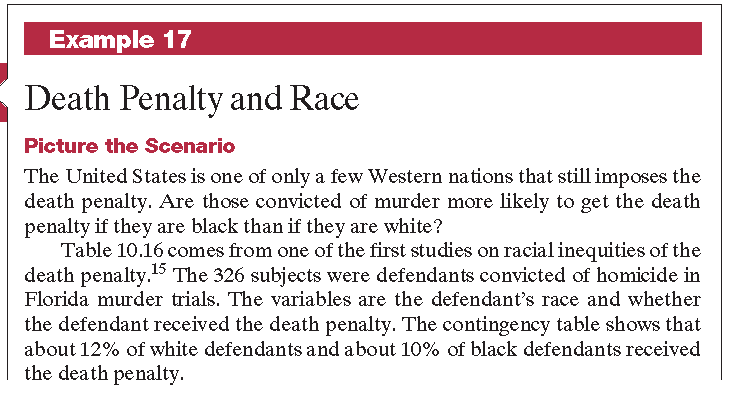 Example 17
Death Penalty and Race
Picture the Scenario
The United States is one of only a few Western nations that still imposes the
death penalty. Are those convicted of murder more likely to get the death
penalty if they are black than if they are white?
Table 10.16 comes from one of the first studies on racial inequities of the
death penalty.15 The 326 subjects were defendants convicted of homicide in
Florida murder trials. The variables are the defendant’s race and whether
the defendant received the death penalty. The contingency table shows that
about 12% of white defendants and about 10% of black defendants received
the death penalty.